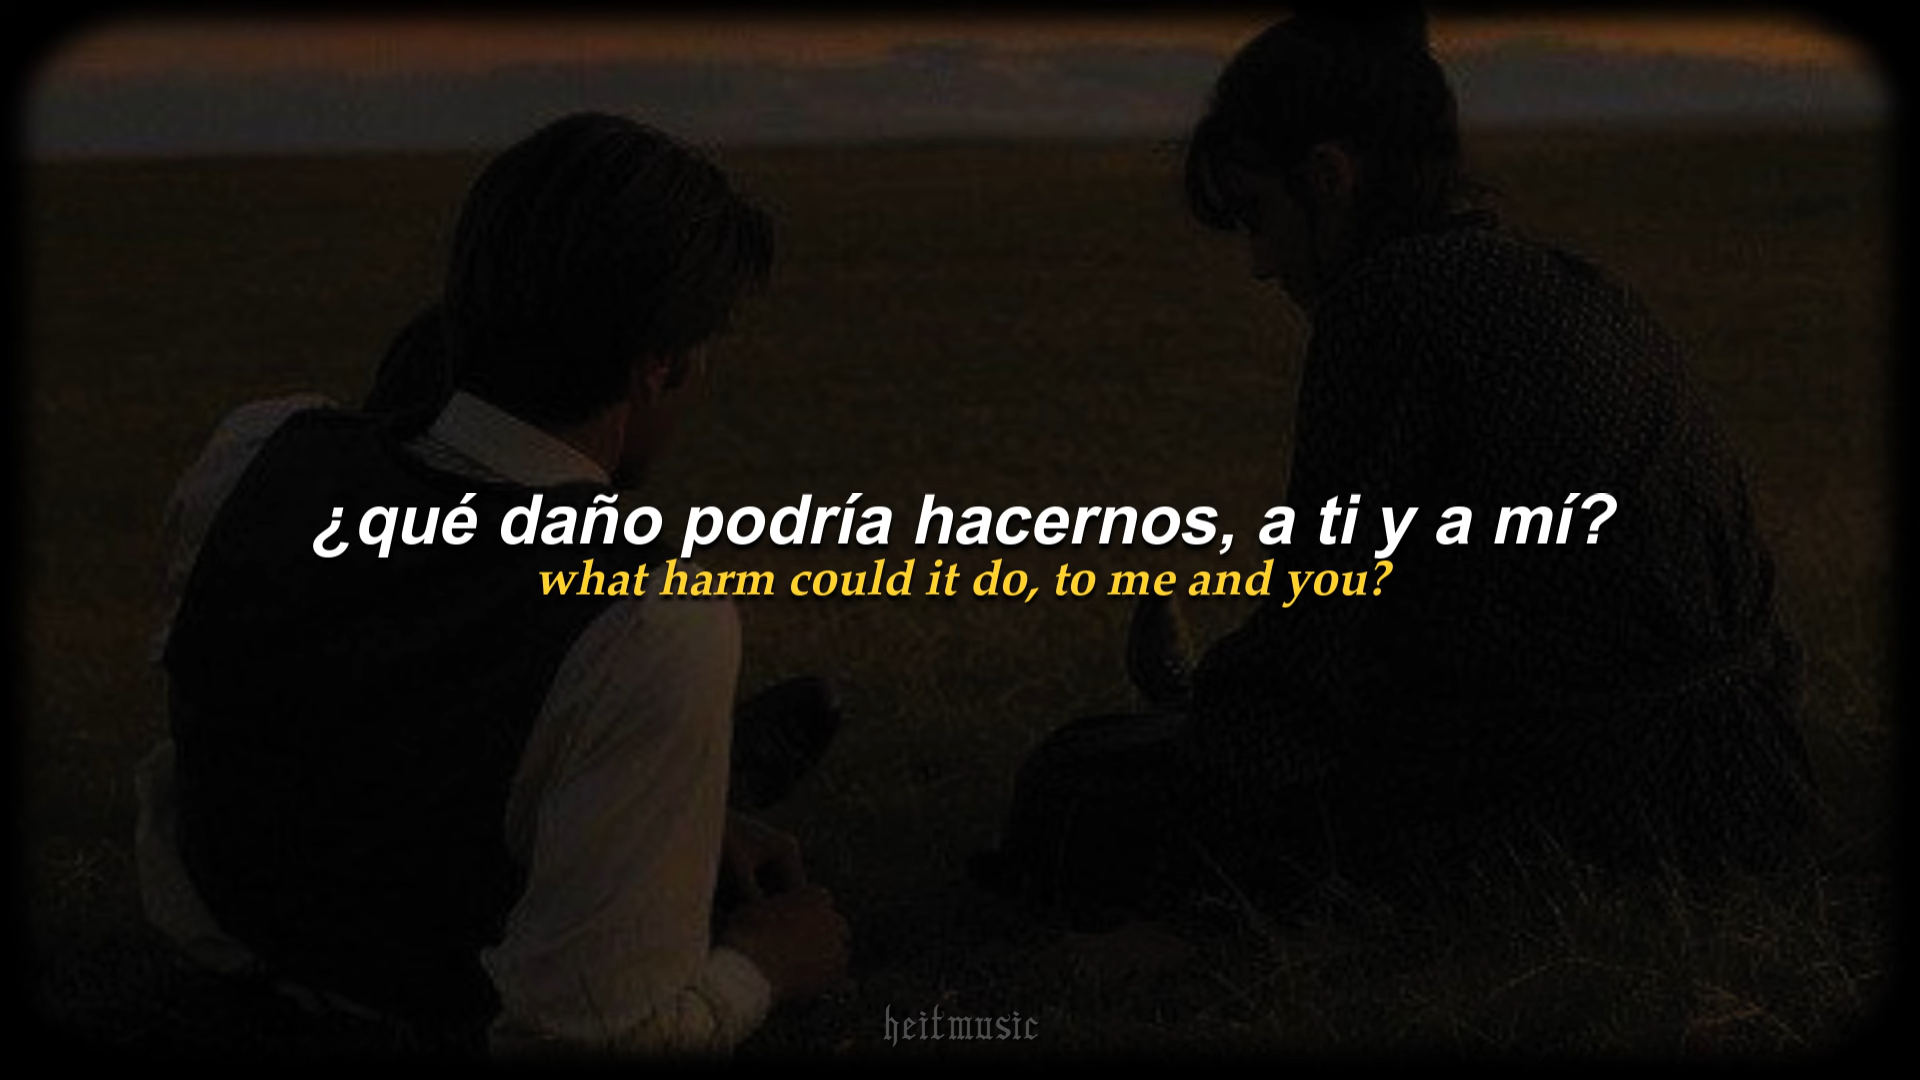 ¿qué daño podría hacernos, a ti y a mí?
what harm could it do, to me and you?
heitmusic